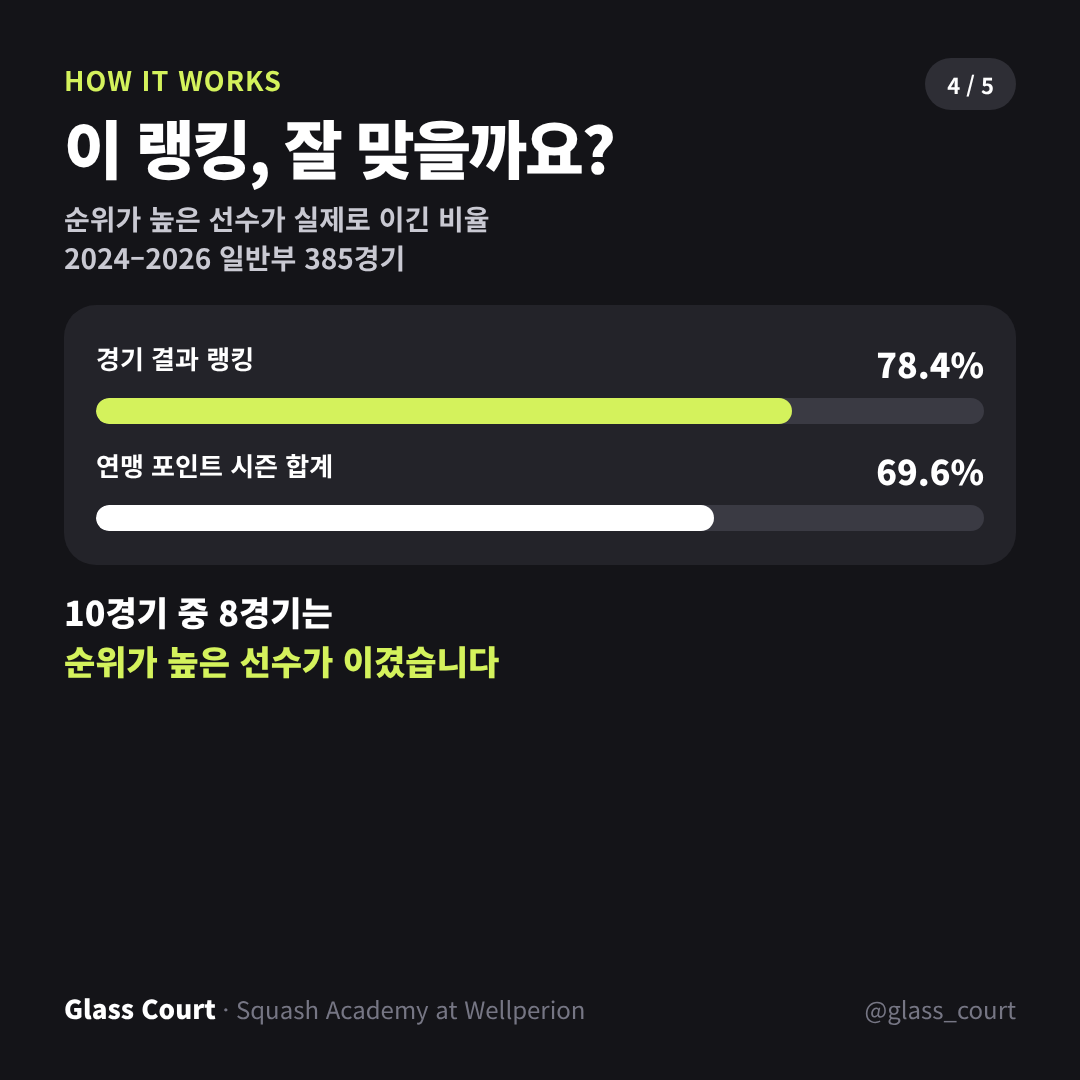 HOW IT WORKS
4 / 5
이 랭킹, 잘 맞을까요?
순위가 높은 선수가 실제로 이긴 비율
2024–2026 일반부 385경기
경기 결과 랭킹
78.4%
연맹 포인트 시즌 합계
69.6%
10경기 중 8경기는
순위가 높은 선수가 이겼습니다
Glass Court · Squash Academy at Wellperion
@glass_court